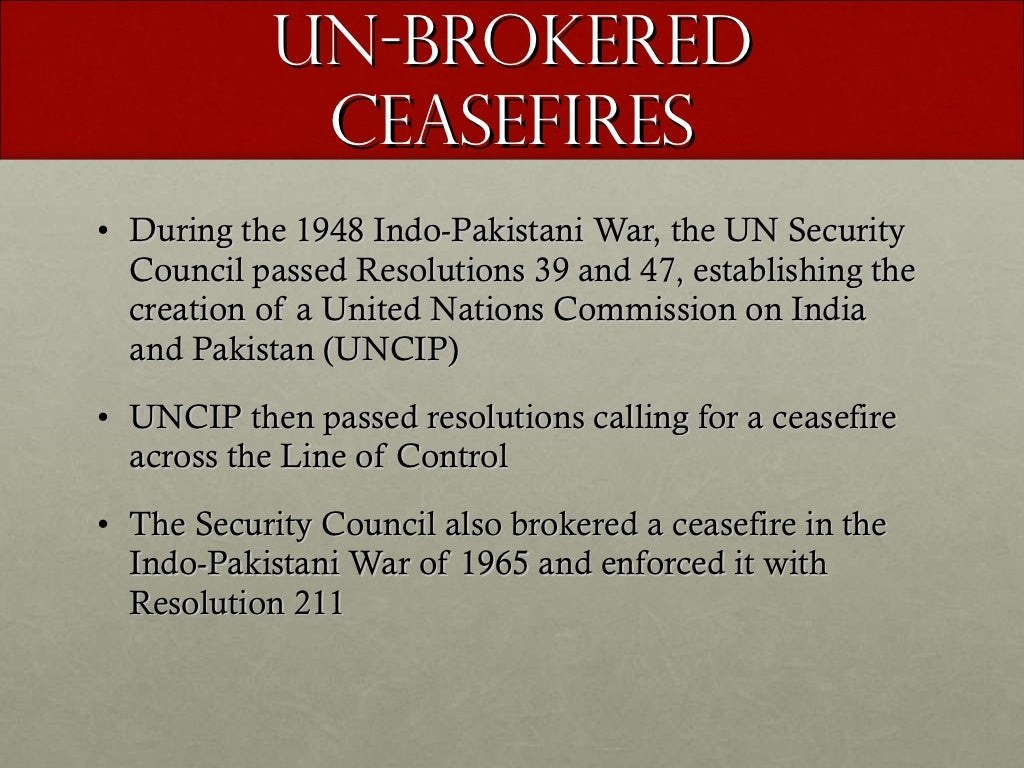 UN-BROKERED
CEASEFIRES
• During the 1948 Indo-Pakistani War, the UN Security
Council passed Resolutions 39 and 47, establishing the
creation of a United Nations Commission on India
and Pakistan (UNCIP)
• UNCIP then passed resolutions calling for a ceasefire
across the Line of Control
• The Security Council also brokered a ceasefire in the
Indo-Pakistani War of 1965 and enforced it with
Resolution 211